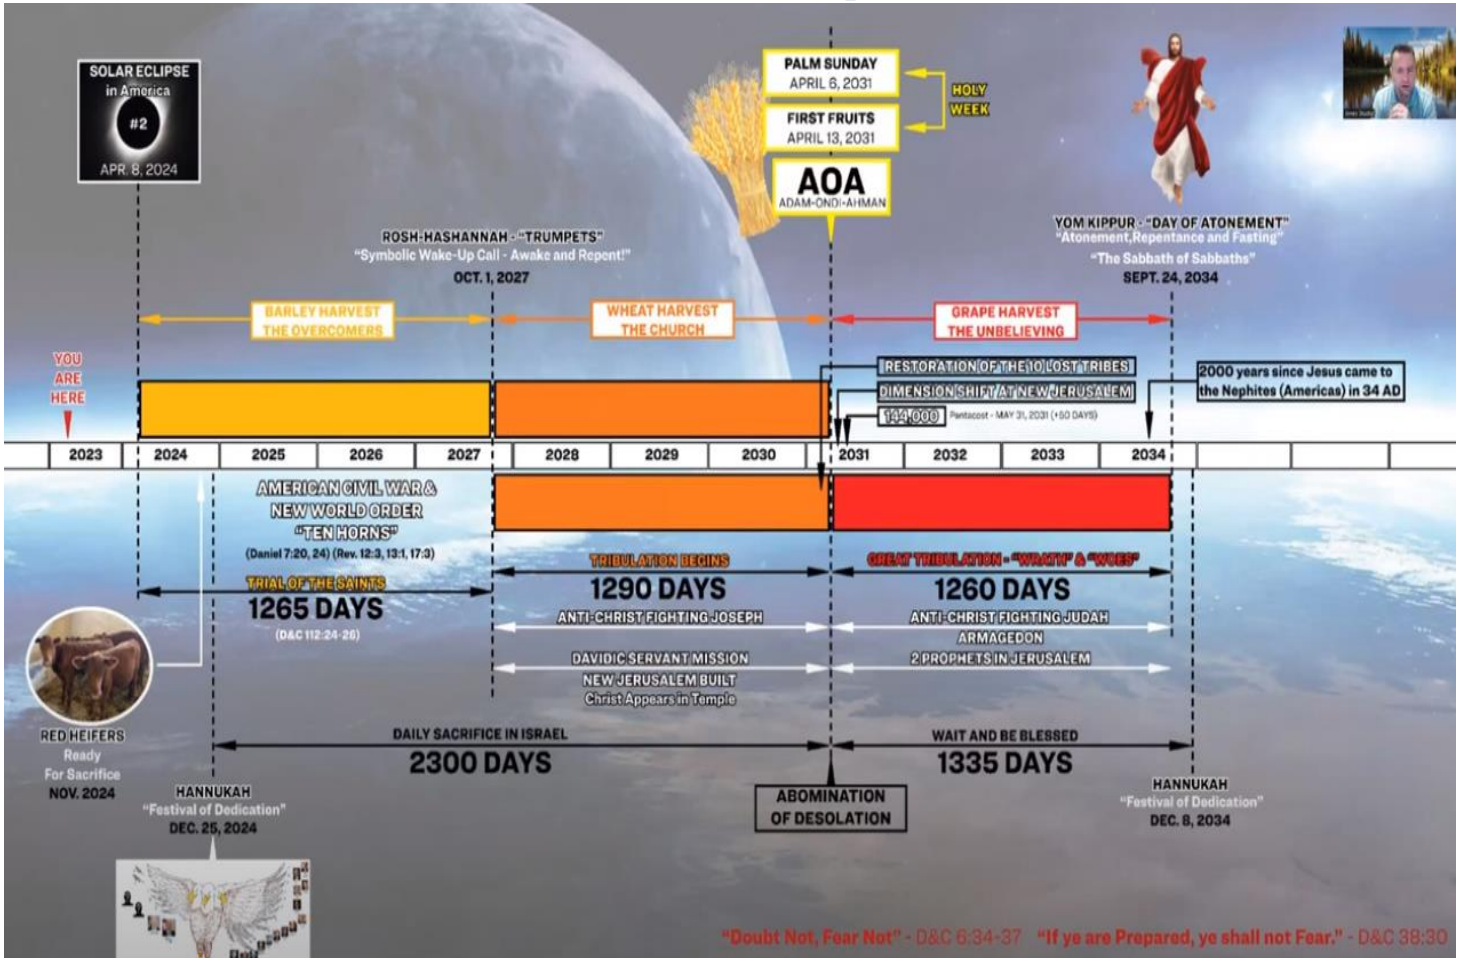 SOLAR ECLIPSE
in America
#2
APR. 8, 2024
PALM SUNDAY
APRIL 6, 2031
FIRST FRUITS
APRIL 13, 2031
HOLY
WEEK
AOA
ADAM-ONDI-AHMAN
ROSH-HASHANNAH - "TRUMPETS"
"Symbolic Wake-Up Call - Awake and Repent!"
OCT. 1, 2027
YOM KIPPUR - "DAY OF ATONEMENT"
"Atonement,Repentance and Fasting"
"The Sabbath of Sabbaths"
SEPT. 24, 2034
BARLEY HARVEST
THE OVERCOMERS
WHEAT HARVEST
THE CHURCH
GRAPE HARVEST
THE UNBELIEVING
YOU
ARE
HERE
RESTORATION OF THE 10 LOST TRIBES
DIMENSION SHIFT AT NEW JERUSALEM
144,000 Pentacost - MAY 31, 2031 (+50 DAYS)
2000 years since Jesus came to
the Nephites (Americas) in 34 AD
2023 2024 2025 2026 2027 2028 2029 2030 2031 2032 2033 2034
AMERICAN CIVIL WAR &
NEW WORLD ORDER
"TEN HORNS"
(Daniel 7:20, 24) (Rev. 12:3, 13:1, 17:3)
TRIAL OF THE SAINTS
1265 DAYS
(D&C 112:24-26)
TRIBULATION BEGINS
1290 DAYS
ANTI-CHRIST FIGHTING JOSEPH
DAVIDIC SERVANT MISSION
NEW JERUSALEM BUILT
Christ Appears in Temple
GREAT TRIBULATION - "WRATH" & "WOES"
1260 DAYS
ANTI-CHRIST FIGHTING JUDAH
ARMAGEDON
2 PROPHETS IN JERUSALEM
RED HEIFERS
Ready
For Sacrifice
NOV. 2024
DAILY SACRIFICE IN ISRAEL
2300 DAYS
WAIT AND BE BLESSED
1335 DAYS
HANNUKAH
"Festival of Dedication"
DEC. 25, 2024
ABOMINATION
OF DESOLATION
HANNUKAH
"Festival of Dedication"
DEC. 8, 2034
"Doubt Not, Fear Not" - D&C 6:34-37 "If ye are Prepared, ye shall not Fear." - D&C 38:30